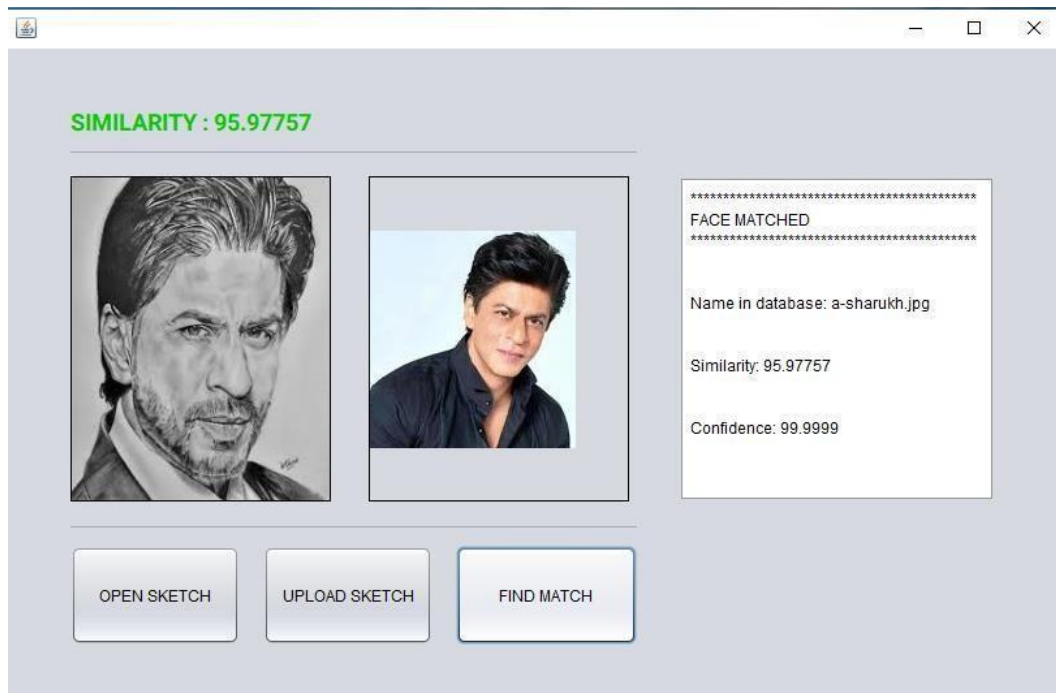 SIMILARITY : 95.97757
********************************************
FACE MATCHED
********************************************
Name in database: a-sharukh.jpg
Similarity: 95.97757
Confidence: 99.9999
OPEN SKETCH
UPLOAD SKETCH
FIND MATCH